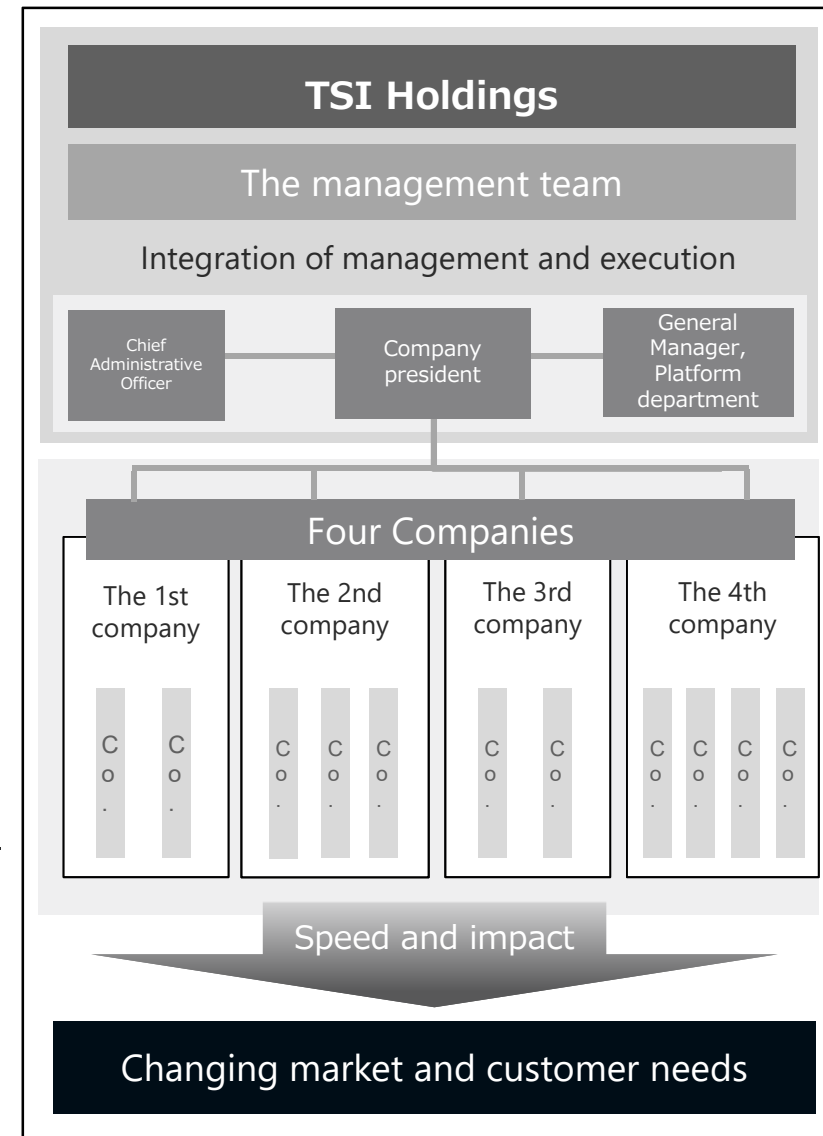 TSI Holdings
The management team
Integration of management and execution
Chief
Administrative
Officer
Company
president
General
Manager,
Platform
department
Four Companies
The 1st
company
The 2nd
company
The 3rd
company
The 4th
company
Co.
Co.
Co.
Co.
Co.
Co.
Co.
Co.
Co.
Co.
Co.
Speed and impact
Changing market and customer needs